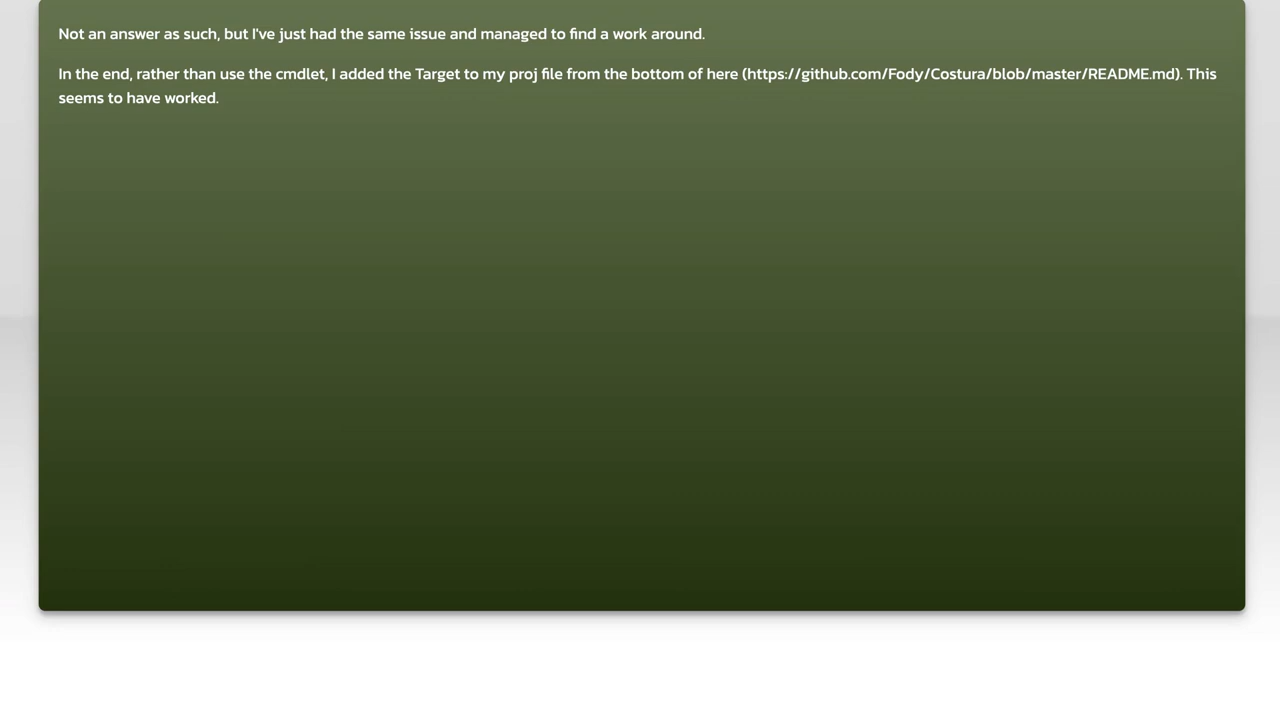 Not an answer as such, but I've just had the same issue and managed to find a work around.
In the end, rather than use the cmdlet, I added the Target to my proj file from the bottom of here (https://github.com/Fody/Costura/blob/master/README.md). This
seems to have worked.